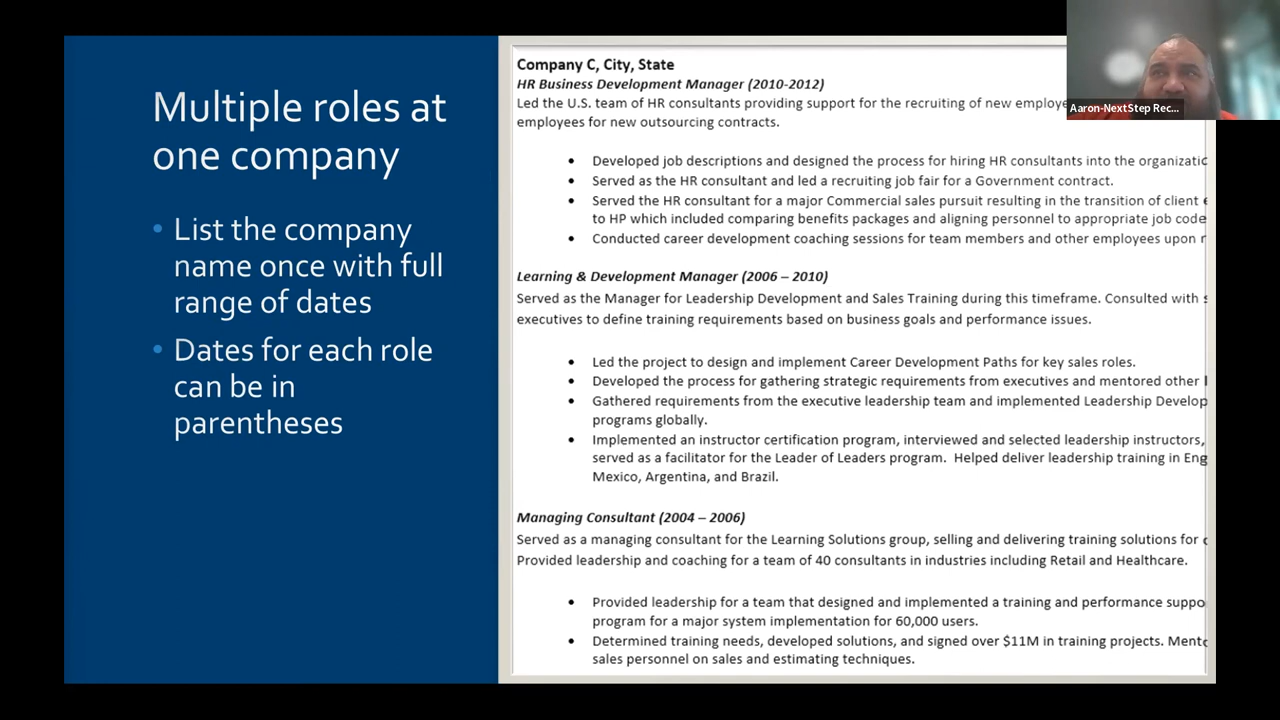 Multiple roles at
one company
• List the company
name once with full
range of dates
• Dates for each role
can be in
parentheses
Company C, City, State
HR Business Development Manager (2010-2012)
Led the U.S. team of HR consultants providing support for the recruiting of new
employees for new outsourcing contracts.
• Developed job descriptions and designed the process for hiring HR consultants into the
• Served as the HR consultant and led a recruiting job fair for a Government contract.
• Served the HR consultant for a major Commercial sales pursuit resulting in the transition of client
to HP which included comparing benefits packages and aligning personnel to appropriate job code
• Conducted career development coaching sessions for team members and other employees upon
Learning & Development Manager (2006 – 2010)
Served as the Manager for Leadership Development and Sales Training during this timeframe. Consulted with
executives to define training requirements based on business goals and performance issues.
• Led the project to design and implement Career Development Paths for key sales roles.
• Developed the process for gathering strategic requirements from executives and mentored other
• Gathered requirements from the executive leadership team and implemented Leadership Develop
programs globally.
• Implemented an instructor certification program, interviewed and selected leadership instructors,
served as a facilitator for the Leader of Leaders program. Helped deliver leadership training in Eng
Mexico, Argentina, and Brazil.
Managing Consultant (2004 – 2006)
Served as a managing consultant for the Learning Solutions group, selling and delivering training solutions for
Provided leadership and coaching for a team of 40 consultants in industries including Retail and Healthcare.
• Provided leadership for a team that designed and implemented a training and performance suppo
program for a major system implementation for 60,000 users.
• Determined training needs, developed solutions, and signed over $11M in training projects. Mento
sales personnel on sales and estimating techniques.
Aaron-NextStep Rec...